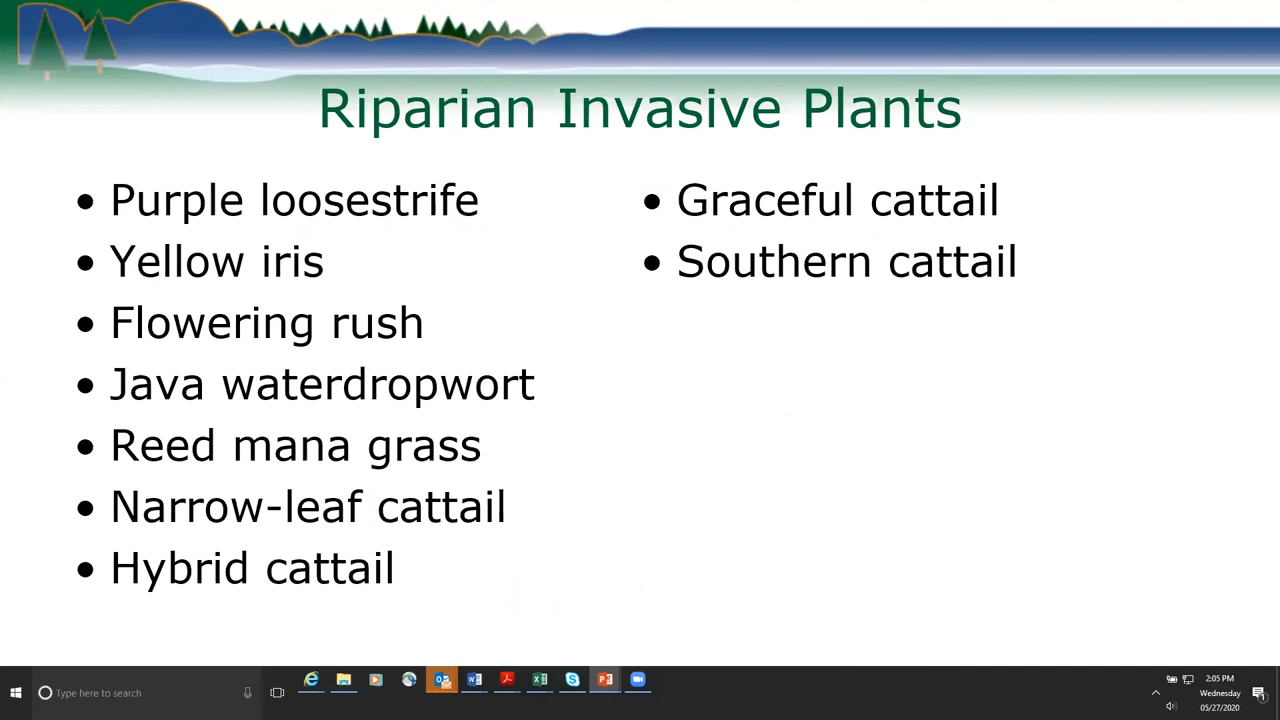 Riparian Invasive Plants
• Purple loosestrife
• Yellow iris
• Flowering rush
• Java waterdropwort
• Reed mana grass
• Narrow-leaf cattail
• Hybrid cattail
• Graceful cattail
• Southern cattail
Type here to search
2:05 PM
Wednesday
05/27/2020